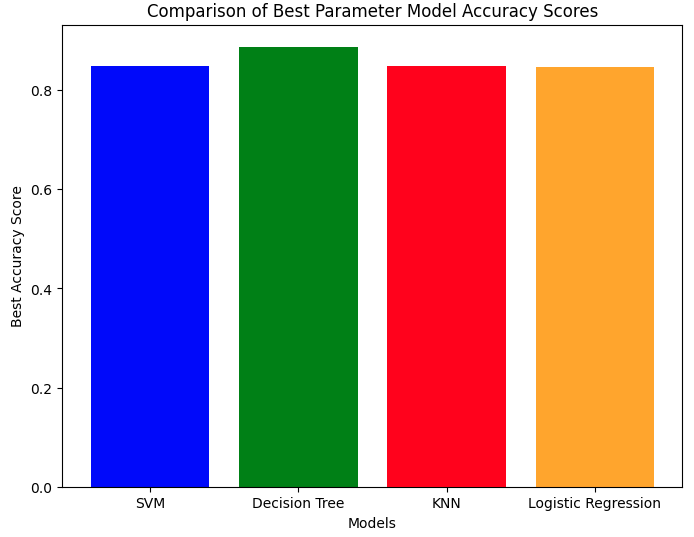 Comparison of Best Parameter Model Accuracy Scores
Best Accuracy Score
0.8
0.6
0.4
0.2
0.0
SVM
Decision Tree
KNN
Logistic Regression
Models